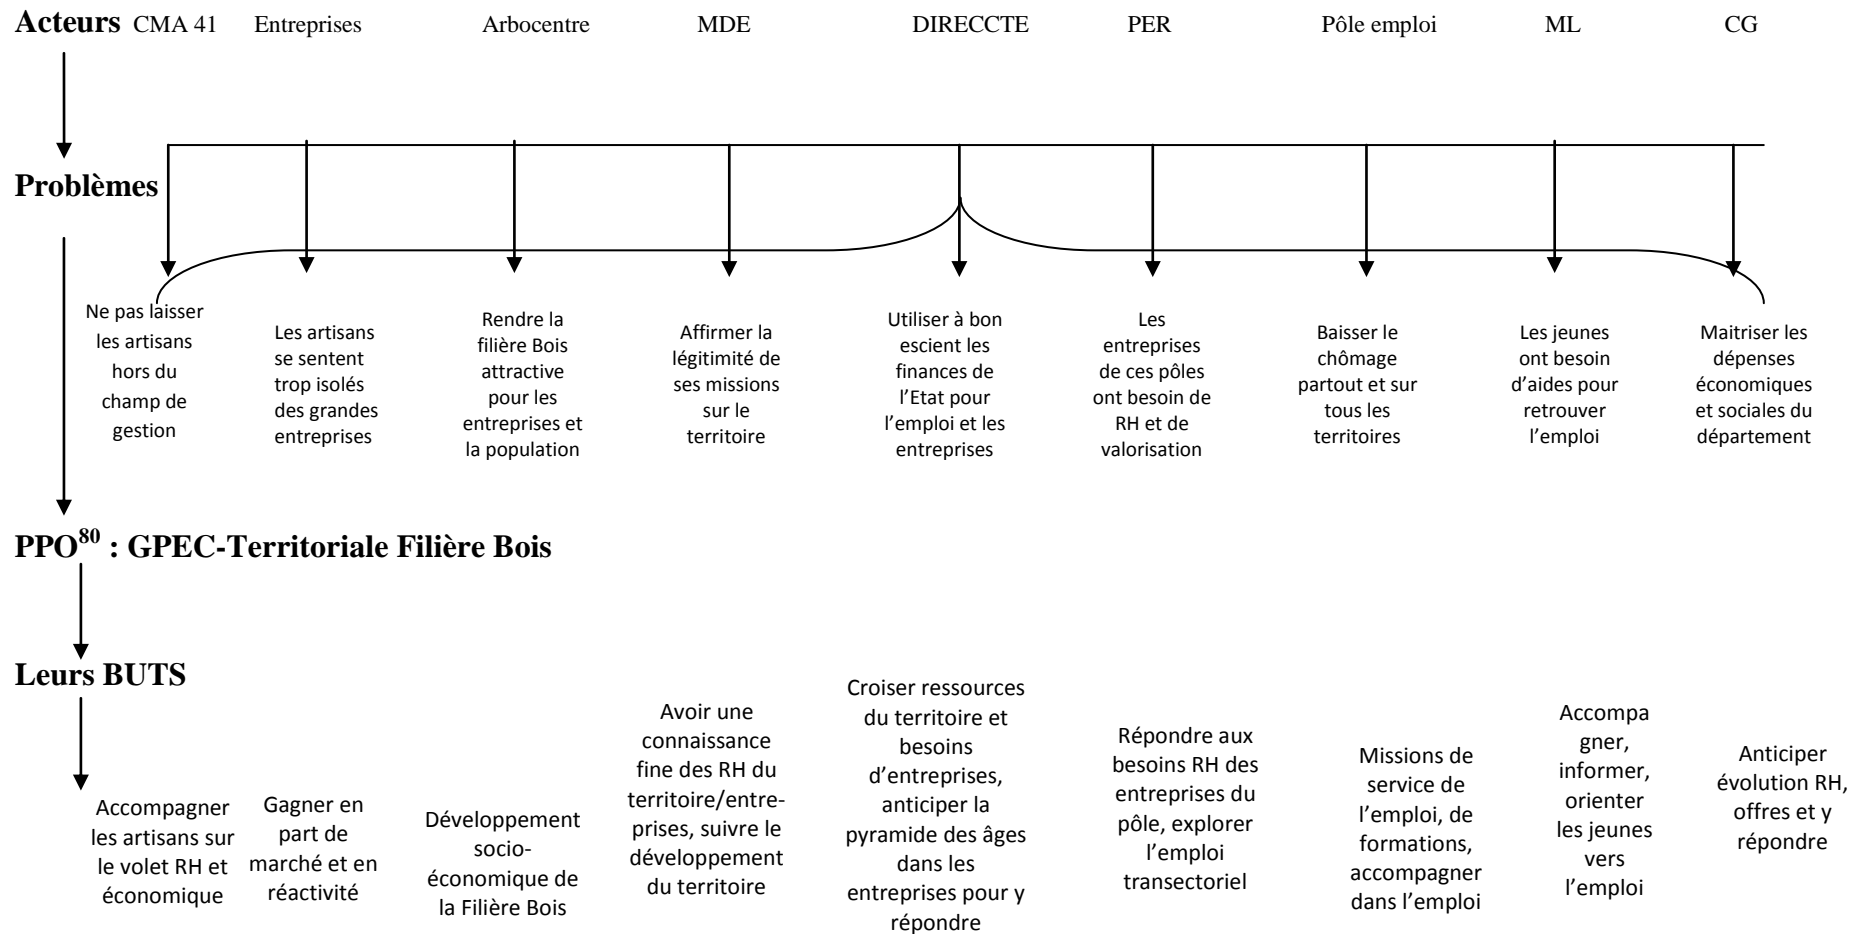 Acteurs CMA 41 Entreprises Arbocentre MDE DIRECCTE PER Pôle emploi ML CG
Problèmes
Ne pas laisser
les artisans
hors du
champ de
gestion
Les artisans
se sentent
trop isolés
des grandes
entreprises
Rendre la
filière Bois
attractive
pour les
entreprises et
la population
Affirmer la
légitimité de
ses missions
sur le
territoire
Utiliser à bon
escient les
finances de
l’Etat pour
l’emploi et les
entreprises
Les
entreprises
de ces pôles
ont besoin de
RH et de
valorisation
Baisser le
chômage
partout et sur
tous les
territoires
Les jeunes
ont besoin
d’aides pour
retrouver
l’emploi
Maitriser les
dépenses
économiques
et sociales du
département
PPO80 : GPEC-Territoriale Filière Bois
Leurs BUTS
Accompagner
les artisans sur
le volet RH et
économique
Gagner en
part de
marché et en
réactivité
Développement
socio-
économique de
la Filière Bois
Avoir une
connaissance
fine des RH du
territoire/entre-
prises, suivre le
développement
du territoire
Croiser ressources
du territoire et
besoins
d’entreprises,
anticiper la
pyramide des âges
dans les
entreprises pour y
répondre
Répondre aux
besoins RH des
entreprises du
pôle, explorer
l’emploi
transectoriel
Missions de
service de
l’emploi, de
formations,
accompagner
dans l’emploi
Accompa
gner,
informer,
orienter
les jeunes
vers
l’emploi
Anticiper
évolution RH,
offres et y
répondre